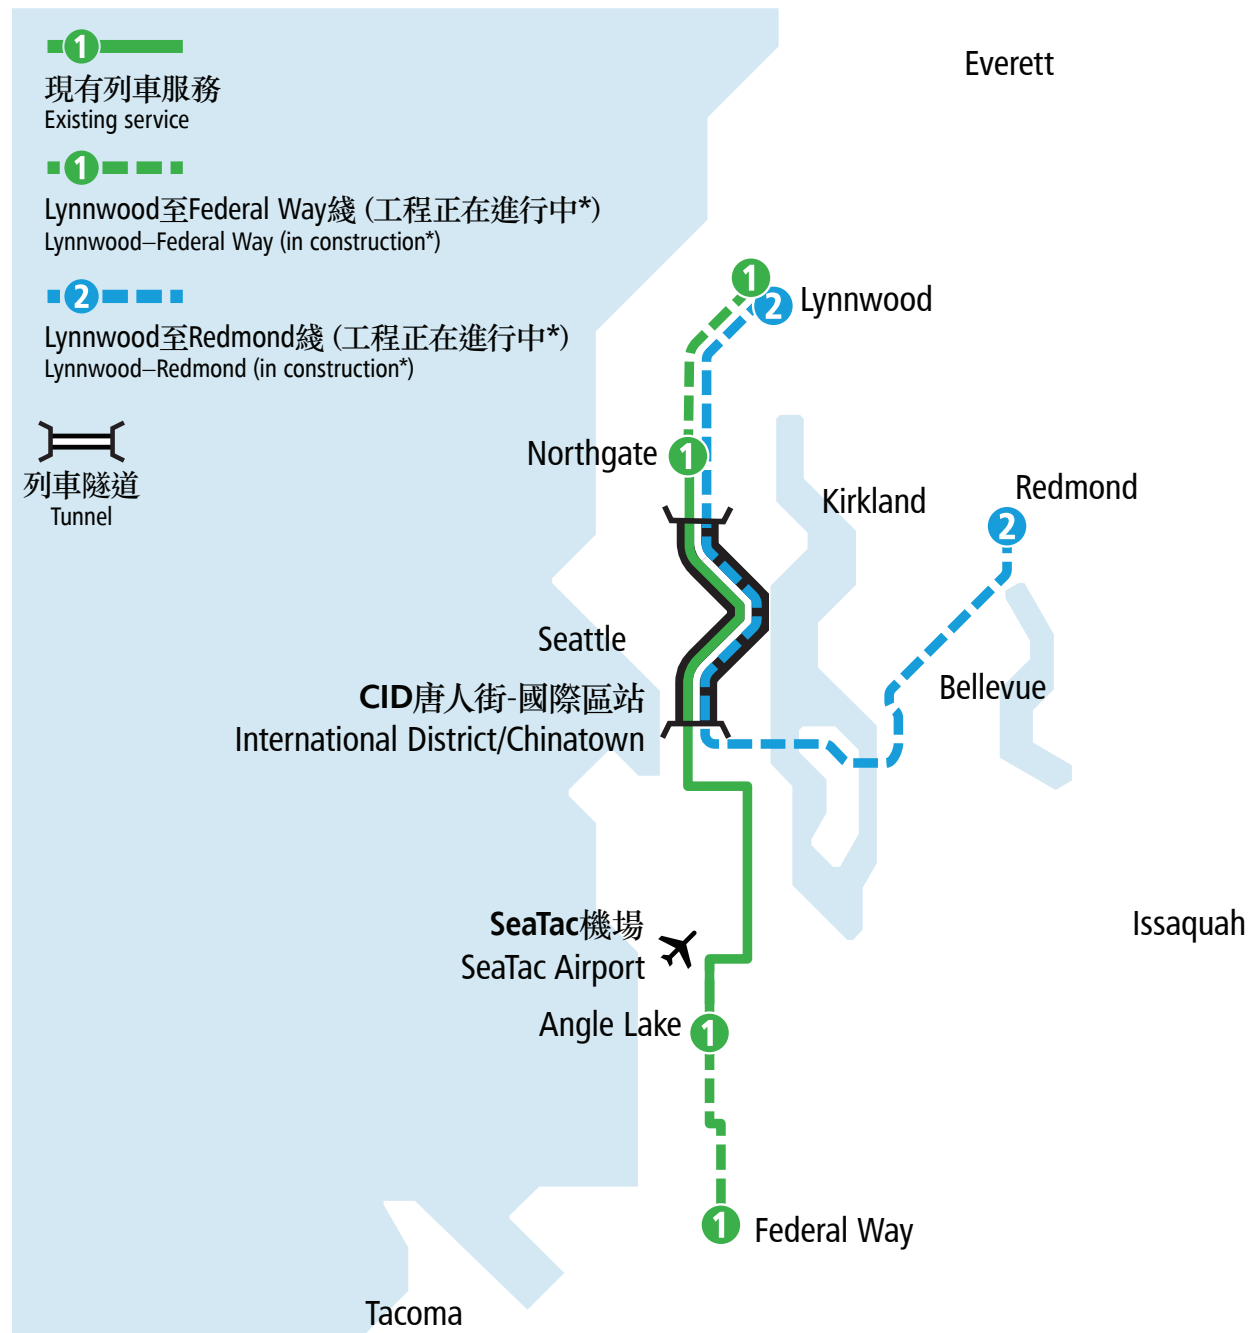 1
現有列車服務
Existing service
1
Lynnwood至Federal Way綫 (工程正在進行中*)
Lynnwood–Federal Way (in construction*)
2
Lynnwood至Redmond綫 (工程正在進行中*)
Lynnwood–Redmond (in construction*)
列車隧道
Tunnel
Everett
1
2
Lynnwood
Northgate
1
Kirkland
Redmond
2
Seattle
Bellevue
CID唐人街-國際區站
International District/Chinatown
SeaTac機場
SeaTac Airport
Issaquah
Angle Lake
1
1
Federal Way
Tacoma